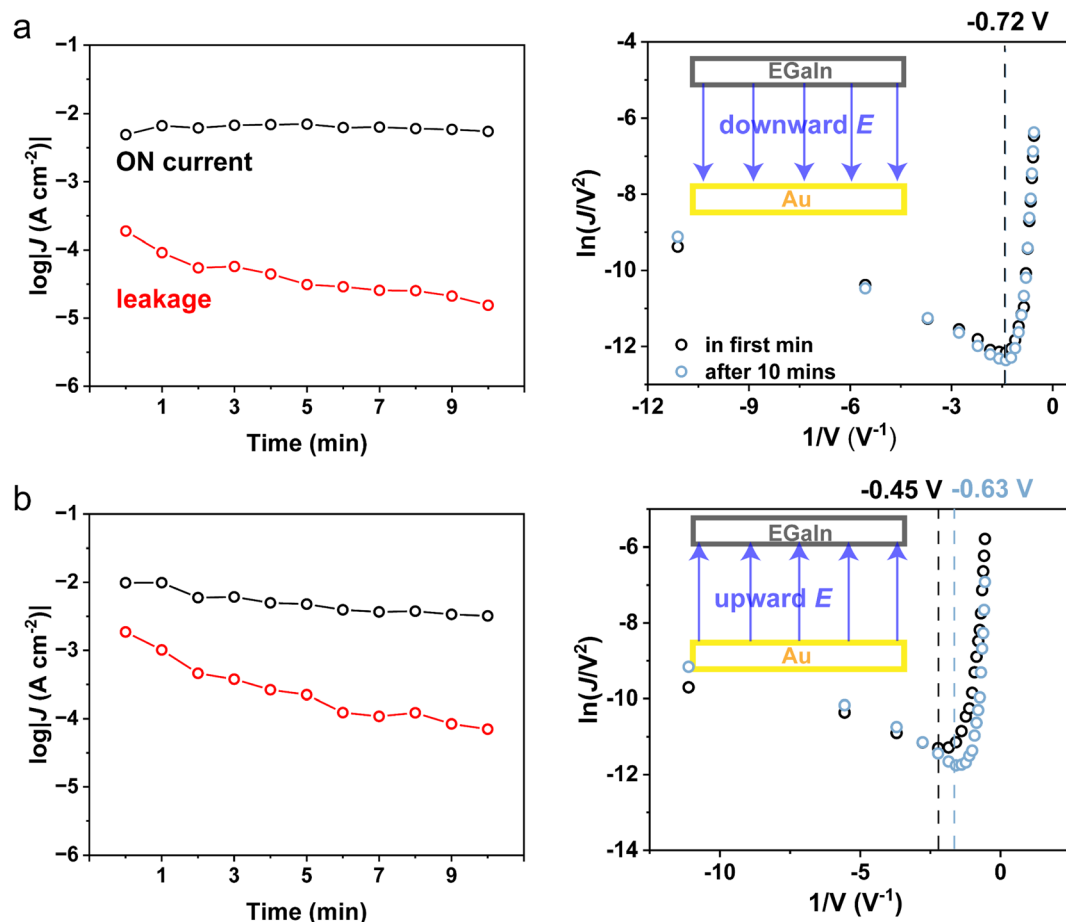 a
−1
−2
−3
−4
−5
−6
log|J (A cm⁻²)|
ON current
leakage
1
3
5
7
9
Time (min)
-0.72 V
-4
-6
-8
-10
-12
ln(J/V²)
EGaIn
downward E
Au
in first min
after 10 mins
-12
-9
-6
-3
0
1/V (V⁻¹)
b
−1
−2
−3
−4
−5
−6
log|J (A cm⁻²)|
1
3
5
7
9
Time (min)
-0.45 V
-0.63 V
-6
-8
-10
-12
-14
ln(J/V²)
EGaIn
upward E
Au
-10
-5
0
1/V (V⁻¹)